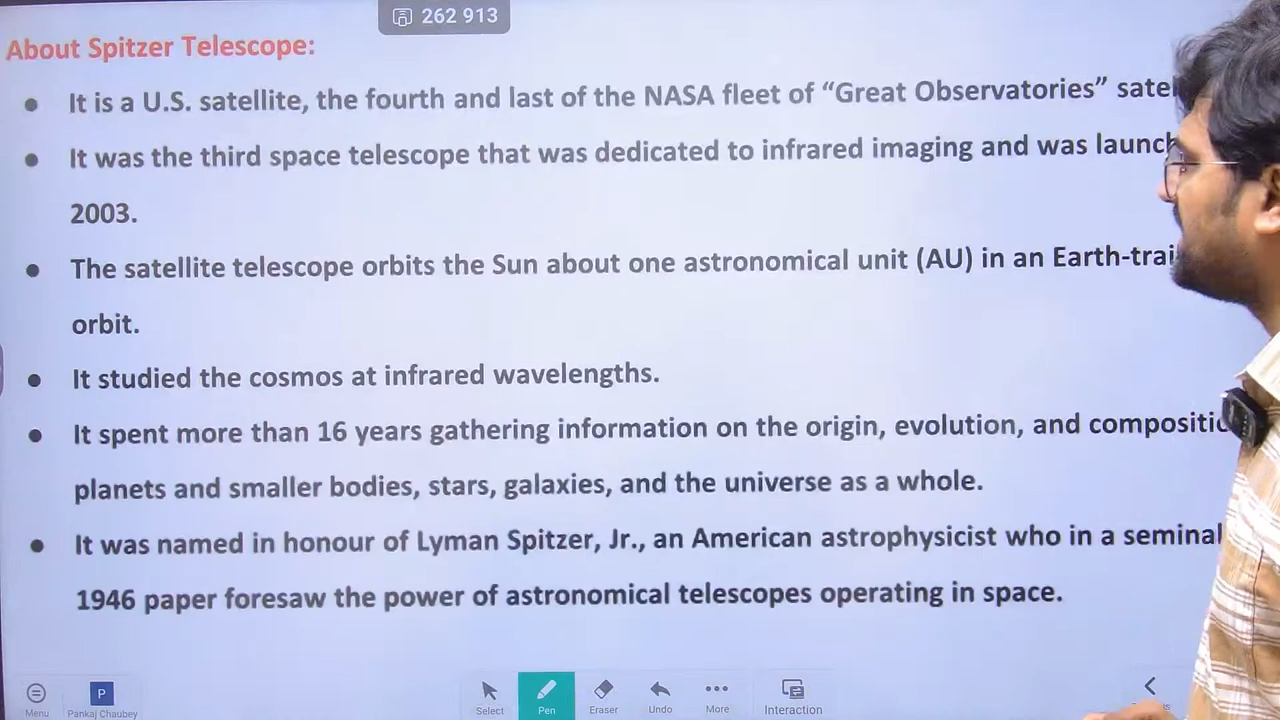 262 913
About Spitzer Telescope:
● It is a U.S. satellite, the fourth and last of the NASA fleet of “Great Observatories”
● It was the third space telescope that was dedicated to infrared imaging and was
2003.
● The satellite telescope orbits the Sun about one astronomical unit (AU) in an
orbit.
● It studied the cosmos at infrared wavelengths.
● It spent more than 16 years gathering information on the origin, evolution, and
planets and smaller bodies, stars, galaxies, and the universe as a whole.
● It was named in honour of Lyman Spitzer, Jr., an American astrophysicist who in a seminal
1946 paper foresaw the power of astronomical telescopes operating in space.
Menu
P
Pankaj Chaubey
Select
Pen
Eraser
Undo
More
Interaction